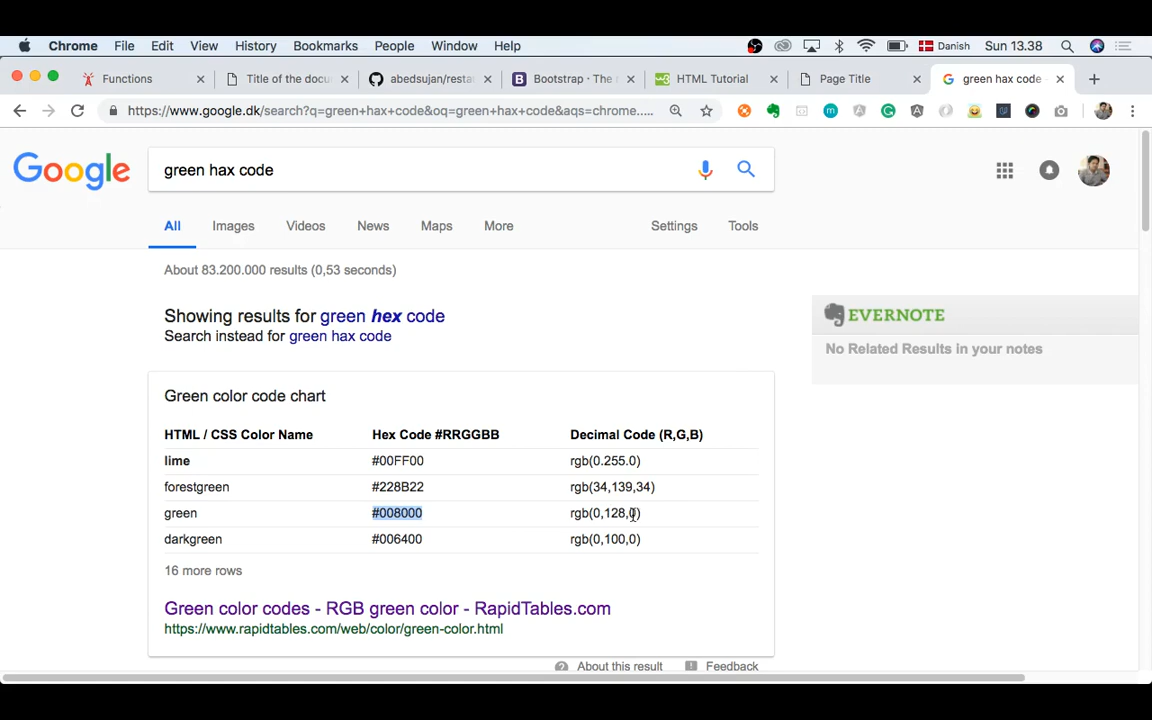 Chrome File Edit View History Bookmarks People Window Help Danish Sun 13.38
Functions Title of the docu abedsujan/resta Bootstrap · The m HTML Tutorial Page Title green hax code
https://www.google.dk/search?q=green+hax+code&oq=green+hax+code&aqs=chrome.....
Google green hax code
All Images Videos News Maps More Settings Tools
About 83.200.000 results (0,53 seconds)
Showing results for green hex code
Search instead for green hax code
EVERNOTE
No Related Results in your notes
Green color code chart
HTML / CSS Color Name Hex Code #RRGGBB Decimal Code (R,G,B)
lime #00FF00 rgb(0.255.0)
forestgreen #228B22 rgb(34,139,34)
green #008000 rgb(0,128,0)
darkgreen #006400 rgb(0,100,0)
16 more rows
Green color codes - RGB green color - RapidTables.com
https://www.rapidtables.com/web/color/green-color.html
About this result Feedback